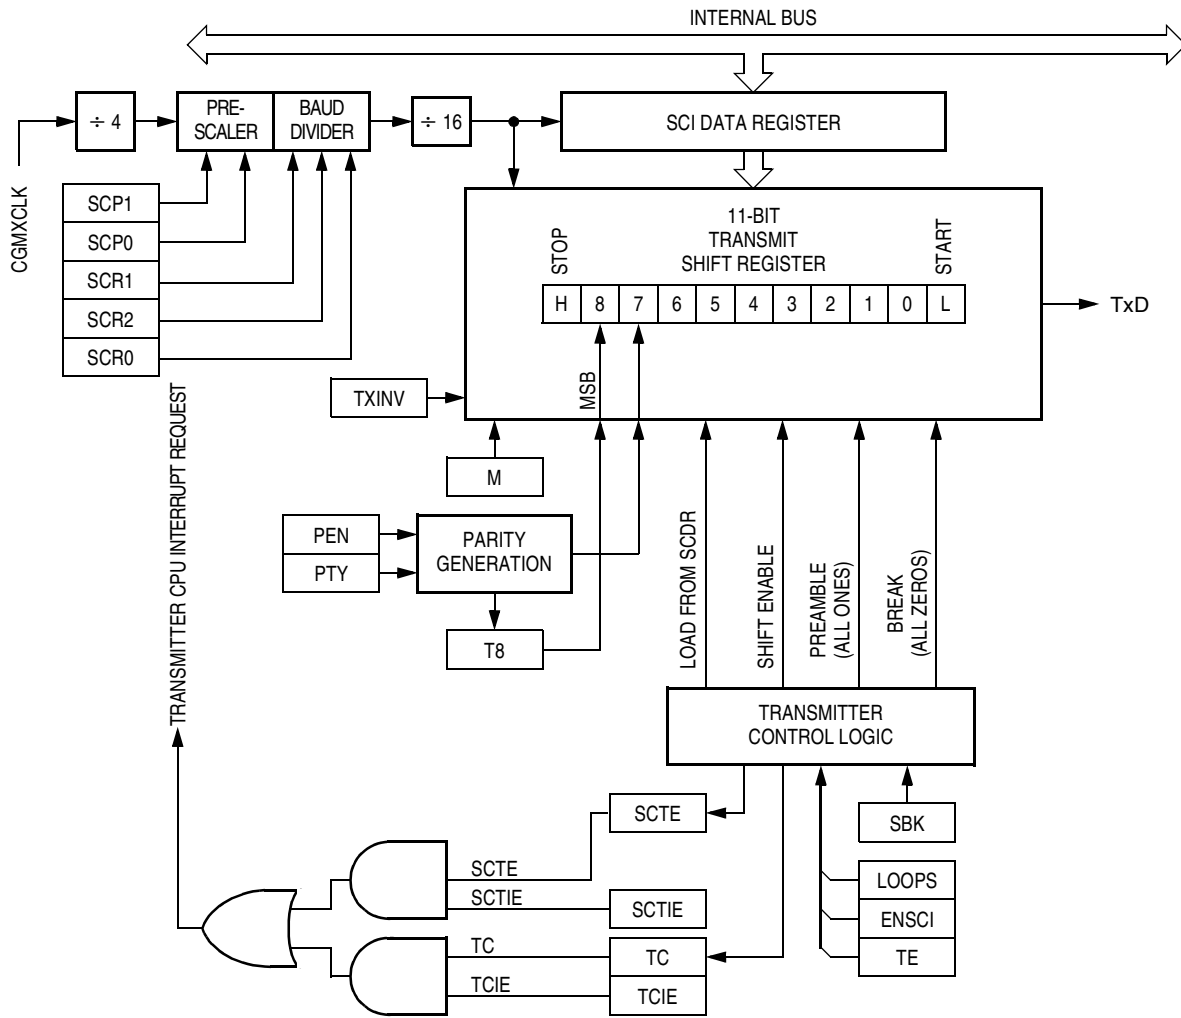 INTERNAL BUS
÷ 4
PRE-
SCALER
BAUD
DIVIDER
÷ 16
SCI DATA REGISTER
CGMXCLK
SCP1
SCP0
SCR1
SCR2
SCR0
11-BIT
TRANSMIT
SHIFT REGISTER
STOP
START
H 8 7 6 5 4 3 2 1 0 L
TxD
TXINV
MSB
M
PEN
PTY
PARITY
GENERATION
T8
TRANSMITTER CPU INTERRUPT REQUEST
LOAD FROM SCDR
SHIFT ENABLE
PREAMBLE
(ALL ONES)
BREAK
(ALL ZEROS)
TRANSMITTER
CONTROL LOGIC
SCTE
SBK
SCTE
SCTIE
SCTIE
LOOPS
ENSCI
TE
TC
TC
TCIE
TCIE